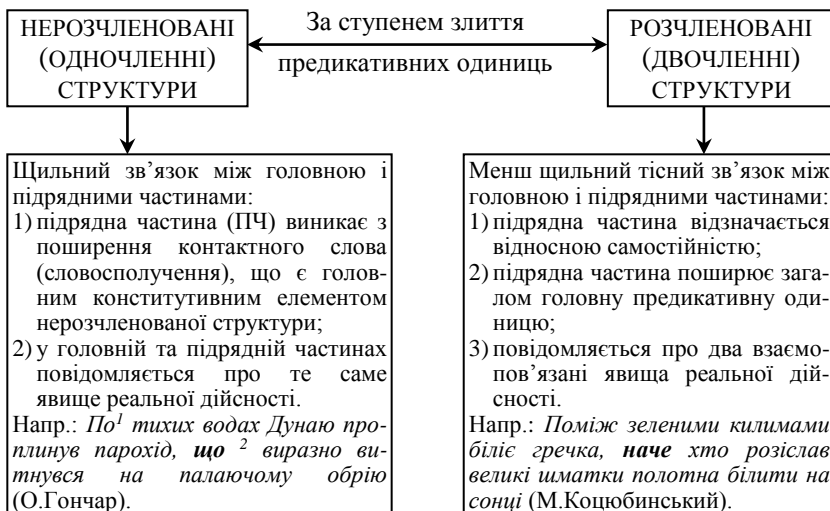 НЕРОЗЧЛЕНОВАНІ
(ОДНОЧЛЕННІ)
СТРУКТУРИ
За ступенем злиття
предикативних одиниць
РОЗЧЛЕНОВАНІ
(ДВОЧЛЕННІ)
СТРУКТУРИ
Щильний зв’язок між головною і
підрядними частинами:
1) підрядна частина (ПЧ) виникає з
поширення контактного слова
(словосполучення), що є голов-
ним конститутивним елементом
нерозчленованої структури;
2) у головній та підрядній частинах
повідомляється про те саме
явище реальної дійсності.
Напр.: По¹ тихих водах Дунаю про-
плинув парохід, що ² виразно ви-
тнувся на палаючому обрію
(О.Гончар).
Менш щильний тісний зв’язок між
головною і підрядними частинами:
1) підрядна частина відзначається
відносною самостійністю;
2) підрядна частина поширює зага-
лом головну предикативну оди-
ницю;
3) повідомляється про два взаємо-
пов’язані явища реальної дій-
сності.
Напр.: Поміж зеленими килимами
біліє гречка, наче хто розіслав
великі шматки полотна білити на
сонці (М.Коцюбинський).